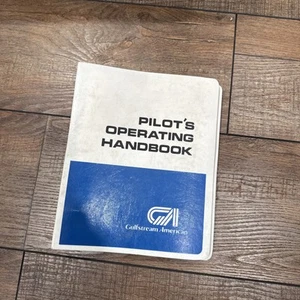 PILOT'S
OPERATING
HANDBOOK
GA
Gulfstream American